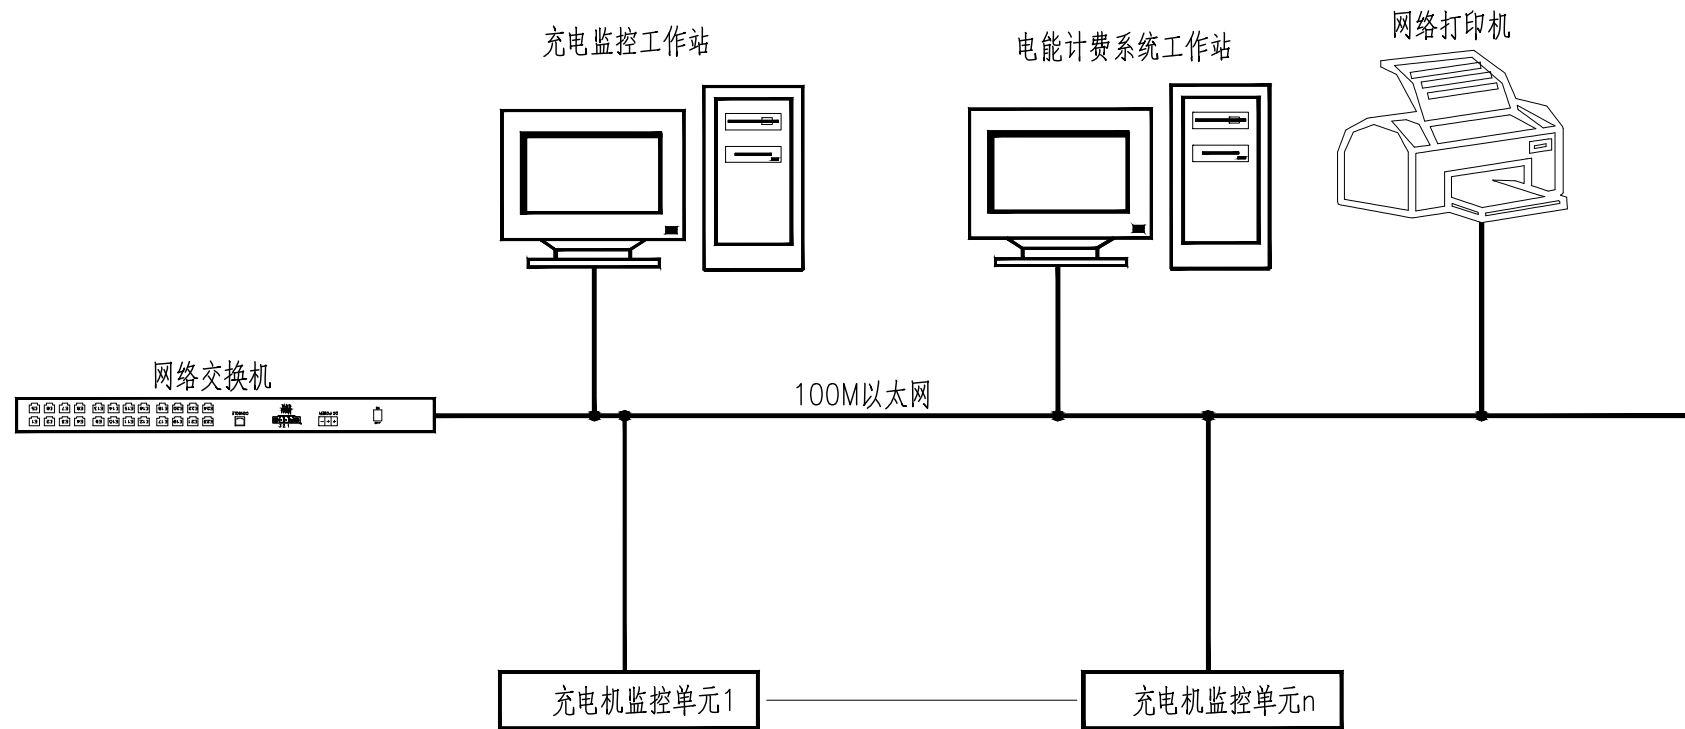 充电监控工作站
电能计费系统工作站
网络打印机
网络交换机
100M以太网
充电机监控单元1
充电机监控单元n